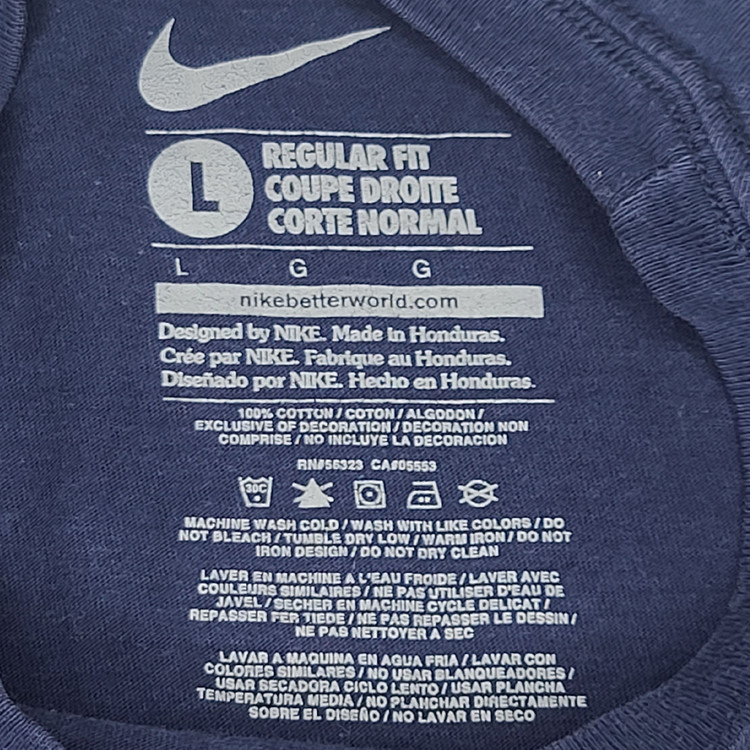 L
REGULAR FIT
COUPE DROITE
CORTE NORMAL
L G G
nikebetterworld.com
Designed by NIKE. Made in Honduras.
Crée par NIKE. Fabrique au Honduras.
Diseñado por NIKE. Hecho en Honduras.
100% COTTON / COTON / ALGODON /
EXCLUSIVE OF DECORATION / DECORATION NON
COMPRISE / NO INCLUYE LA DECORACION
RN#56323 CA#05553
30C
MACHINE WASH COLD / WASH WITH LIKE COLORS / DO
NOT BLEACH / TUMBLE DRY LOW / WARM IRON / DO NOT
IRON DESIGN / DO NOT DRY CLEAN
LAVER EN MACHINE A L'EAU FROIDE / LAVER AVEC
COULEURS SIMILAIRES / NE PAS UTILISER D'EAU DE
JAVEL / SECHER EN MACHINE CYCLE DELICAT /
REPASSER FER TIEDE / NE PAS REPASSER LE DESSIN /
NE PAS NETTOYER A SEC
LAVAR A MAQUINA EN AGUA FRIA / LAVAR CON
COLORES SIMILARES / NO USAR BLANQUEADORES /
USAR SECADORA CICLO LENTO / USAR PLANCHA
TEMPERATURA MEDIA / NO PLANCHAR DIRECTAMENTE
SOBRE EL DISEÑO / NO LAVAR EN SECO